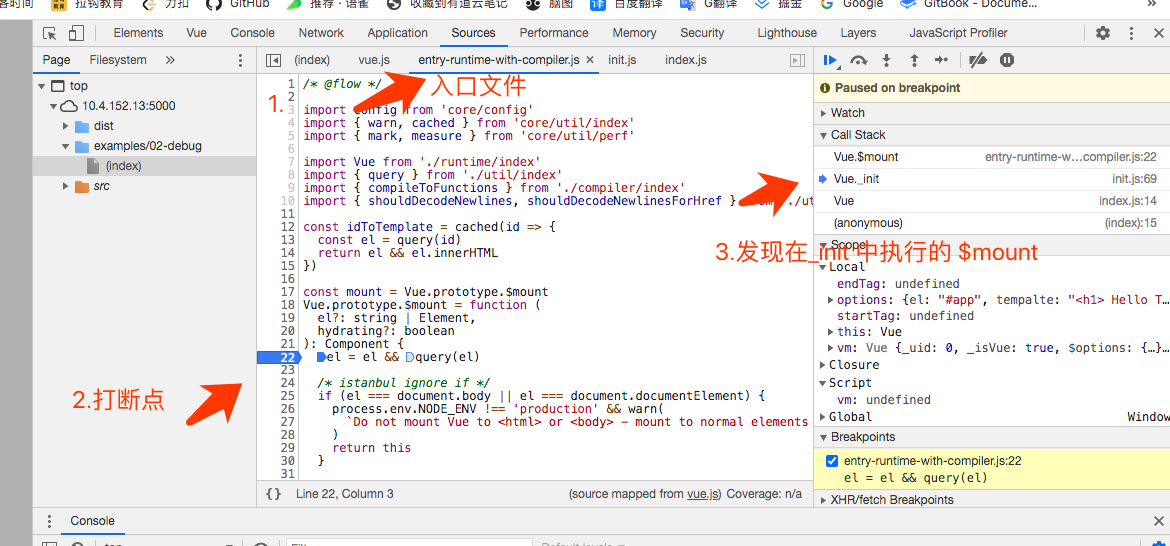 客时间 拉钩教育 力扣 GitHub 推荐 · 语雀 收藏到有道云笔记 脑图 百度翻译 G翻译 掘金 Google GitBook - Docume... »
Elements Vue Console Network Application Sources Performance Memory Security Lighthouse Layers JavaScript Profiler
Page Filesystem »
(index) vue.js entry-runtime-with-compiler.js × init.js index.js
top
10.4.152.13:5000
dist
examples/02-debug
(index)
src
1.
入口文件
2.打断点
1 /* @flow */
2
3 import config from 'core/config'
4 import { warn, cached } from 'core/util/index'
5 import { mark, measure } from 'core/util/perf'
6
7 import Vue from './runtime/index'
8 import { query } from './util/index'
9 import { compileToFunctions } from './compiler/index'
10 import { shouldDecodeNewlines, shouldDecodeNewlinesForHref }
11
12 const idToTemplate = cached(id => {
13 const el = query(id)
14 return el && el.innerHTML
15 })
16
17 const mount = Vue.prototype.$mount
18 Vue.prototype.$mount = function (
19 el?: string | Element,
20 hydrating?: boolean
21 ): Component {
22 el = el && query(el)
23
24 /* istanbul ignore if */
25 if (el === document.body || el === document.documentElement) {
26 process.env.NODE_ENV !== 'production' && warn(
27 `Do not mount Vue to <html> or <body> - mount to normal elements
28 )
29 return this
30 }
31
{} Line 22, Column 3 (source mapped from vue.js) Coverage: n/a
Paused on breakpoint
Watch
Call Stack
Vue.$mount entry-runtime-w…compiler.js:22
Vue._init init.js:69
Vue index.js:14
(anonymous) (index):15
3.发现在_init 中执行的 $mount
Scope
Local
endTag: undefined
options: {el: "#app", tempalte: "<h1> Hello T…
startTag: undefined
this: Vue
vm: Vue {_uid: 0, _isVue: true, $options: {…}…
Closure
Script
vm: undefined
Global Window
Breakpoints
entry-runtime-with-compiler.js:22
el = el && query(el)
XHR/fetch Breakpoints
Console